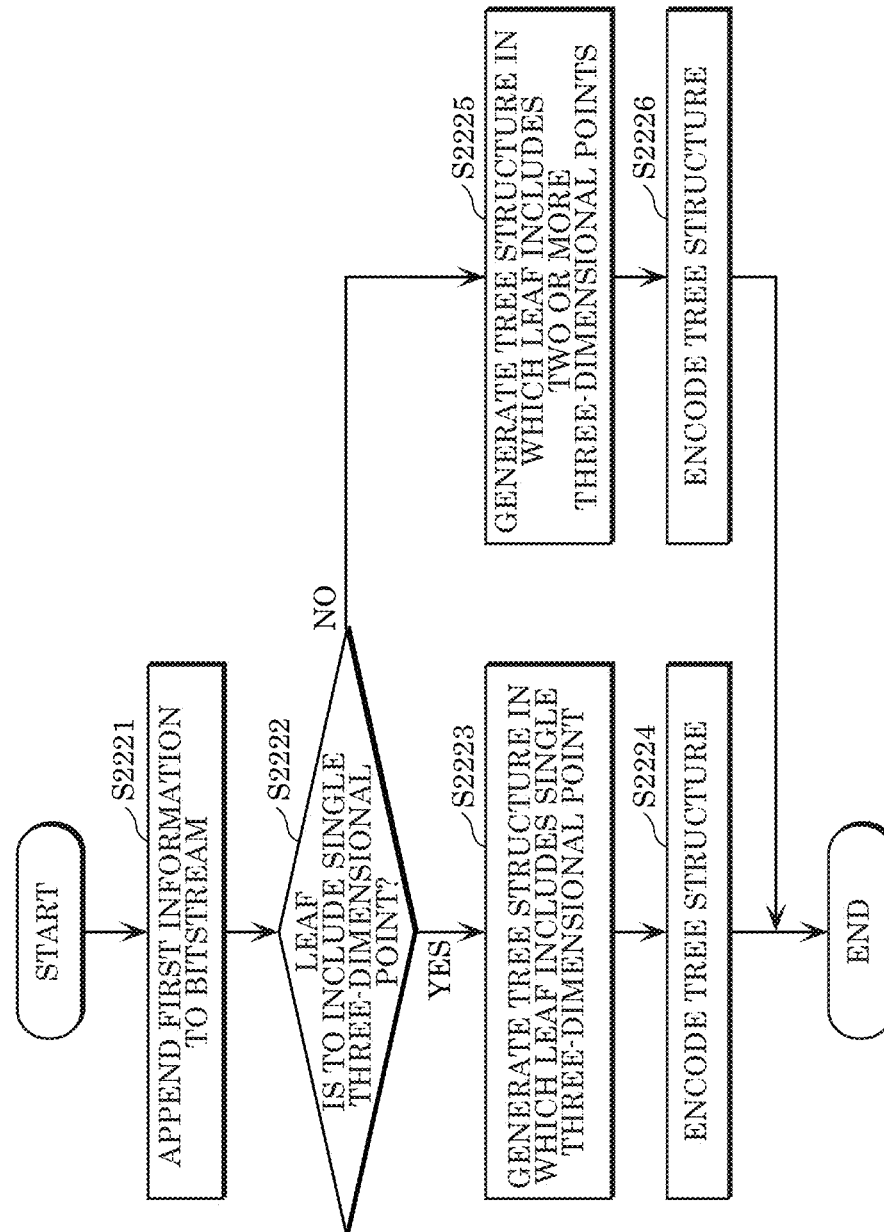 START
S2221
APPEND FIRST INFORMATION
TO BITSTREAM
S2222
LEAF
IS TO INCLUDE SINGLE
THREE-DIMENSIONAL
POINT?
NO
YES
S2223
GENERATE TREE STRUCTURE IN
WHICH LEAF INCLUDES SINGLE
THREE-DIMENSIONAL POINT
S2224
ENCODE TREE STRUCTURE
S2225
GENERATE TREE STRUCTURE IN
WHICH LEAF INCLUDES
TWO OR MORE
THREE-DIMENSIONAL POINTS
S2226
ENCODE TREE STRUCTURE
END